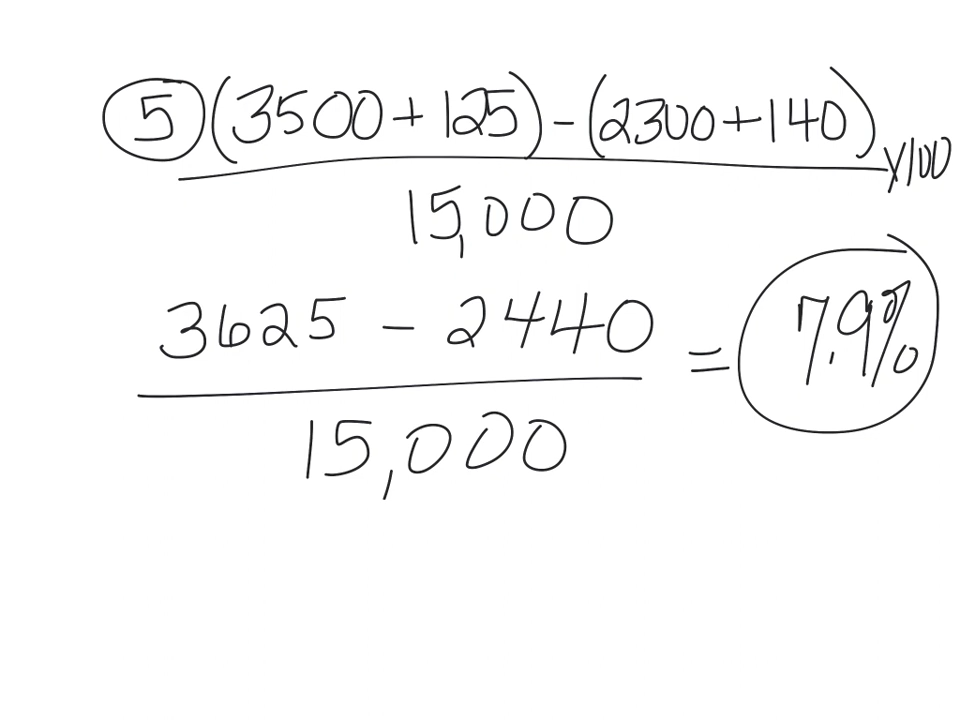 5 (3500 + 125) - (2300 + 140) x100
15,000
3625 - 2440 = 7.9%
15,000